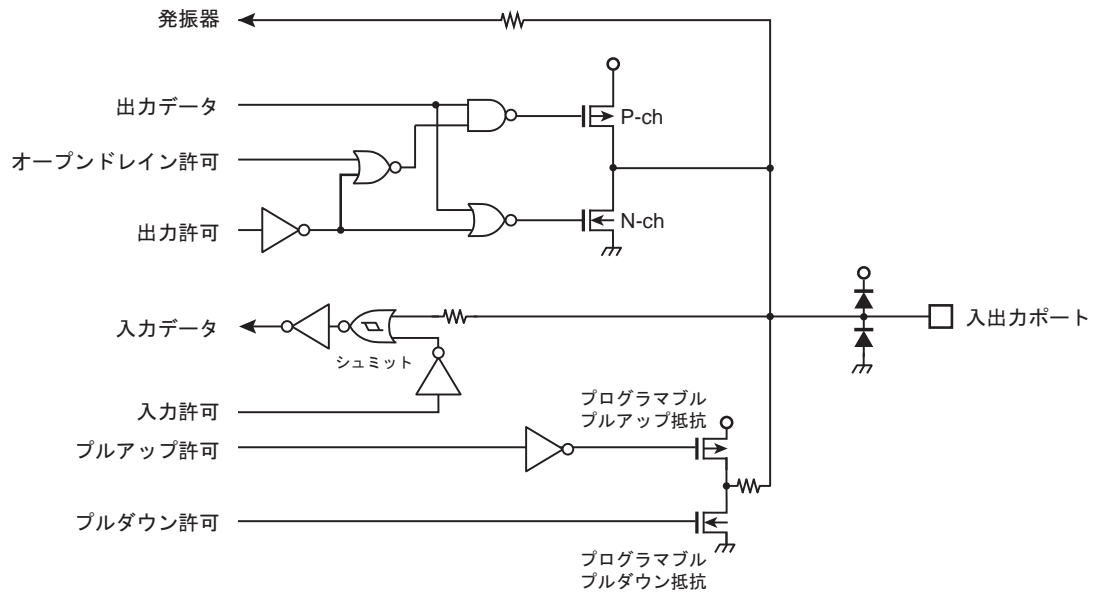 発振器
出力データ
P-ch
オープンドレイン許可
N-ch
出力許可
入力データ
シュミット
入出力ポート
入力許可
プログラマブル
プルアップ抵抗
プルアップ許可
プルダウン許可
プログラマブル
プルダウン抵抗